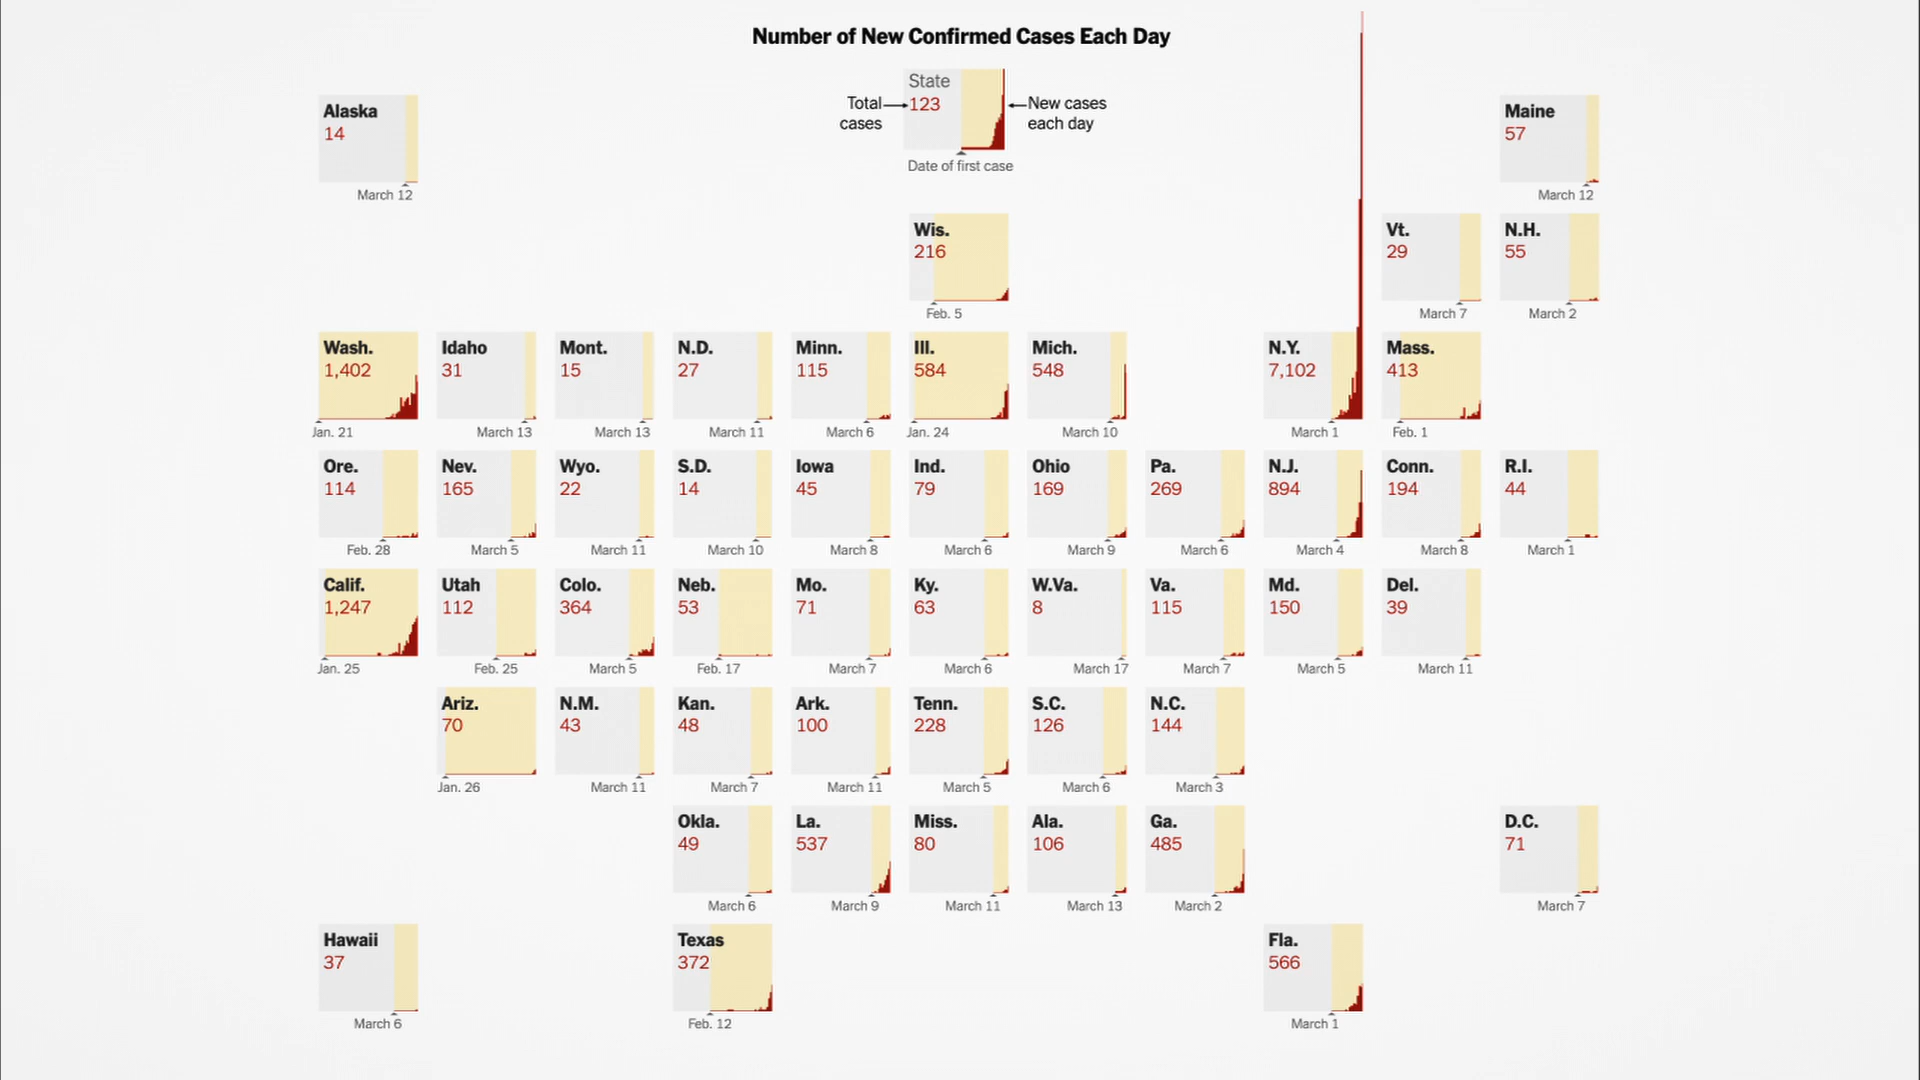 Number of New Confirmed Cases Each Day
State
Total cases
123
New cases each day
Date of first case
Alaska
14
March 12
Maine
57
March 12
Wis.
216
Feb. 5
Vt.
29
March 7
N.H.
55
March 2
Wash.
1,402
Jan. 21
Idaho
31
March 13
Mont.
15
March 13
N.D.
27
March 11
Minn.
115
March 6
Ill.
584
Jan. 24
Mich.
548
March 10
N.Y.
7,102
March 1
Mass.
413
Feb. 1
Ore.
114
Feb. 28
Nev.
165
March 5
Wyo.
22
March 11
S.D.
14
March 10
Iowa
45
March 8
Ind.
79
March 6
Ohio
169
March 9
Pa.
269
March 6
N.J.
894
March 4
Conn.
194
March 8
R.I.
44
March 1
Calif.
1,247
Jan. 25
Utah
112
Feb. 25
Colo.
364
March 5
Neb.
53
Feb. 17
Mo.
71
March 7
Ky.
63
March 6
W.Va.
8
March 17
Va.
115
March 7
Md.
150
March 5
Del.
39
March 11
Ariz.
70
Jan. 26
N.M.
43
March 11
Kan.
48
March 7
Ark.
100
March 11
Tenn.
228
March 5
S.C.
126
March 6
N.C.
144
March 3
Okla.
49
March 6
La.
537
March 9
Miss.
80
March 11
Ala.
106
March 13
Ga.
485
March 2
D.C.
71
March 7
Hawaii
37
March 6
Texas
372
Feb. 12
Fla.
566
March 1